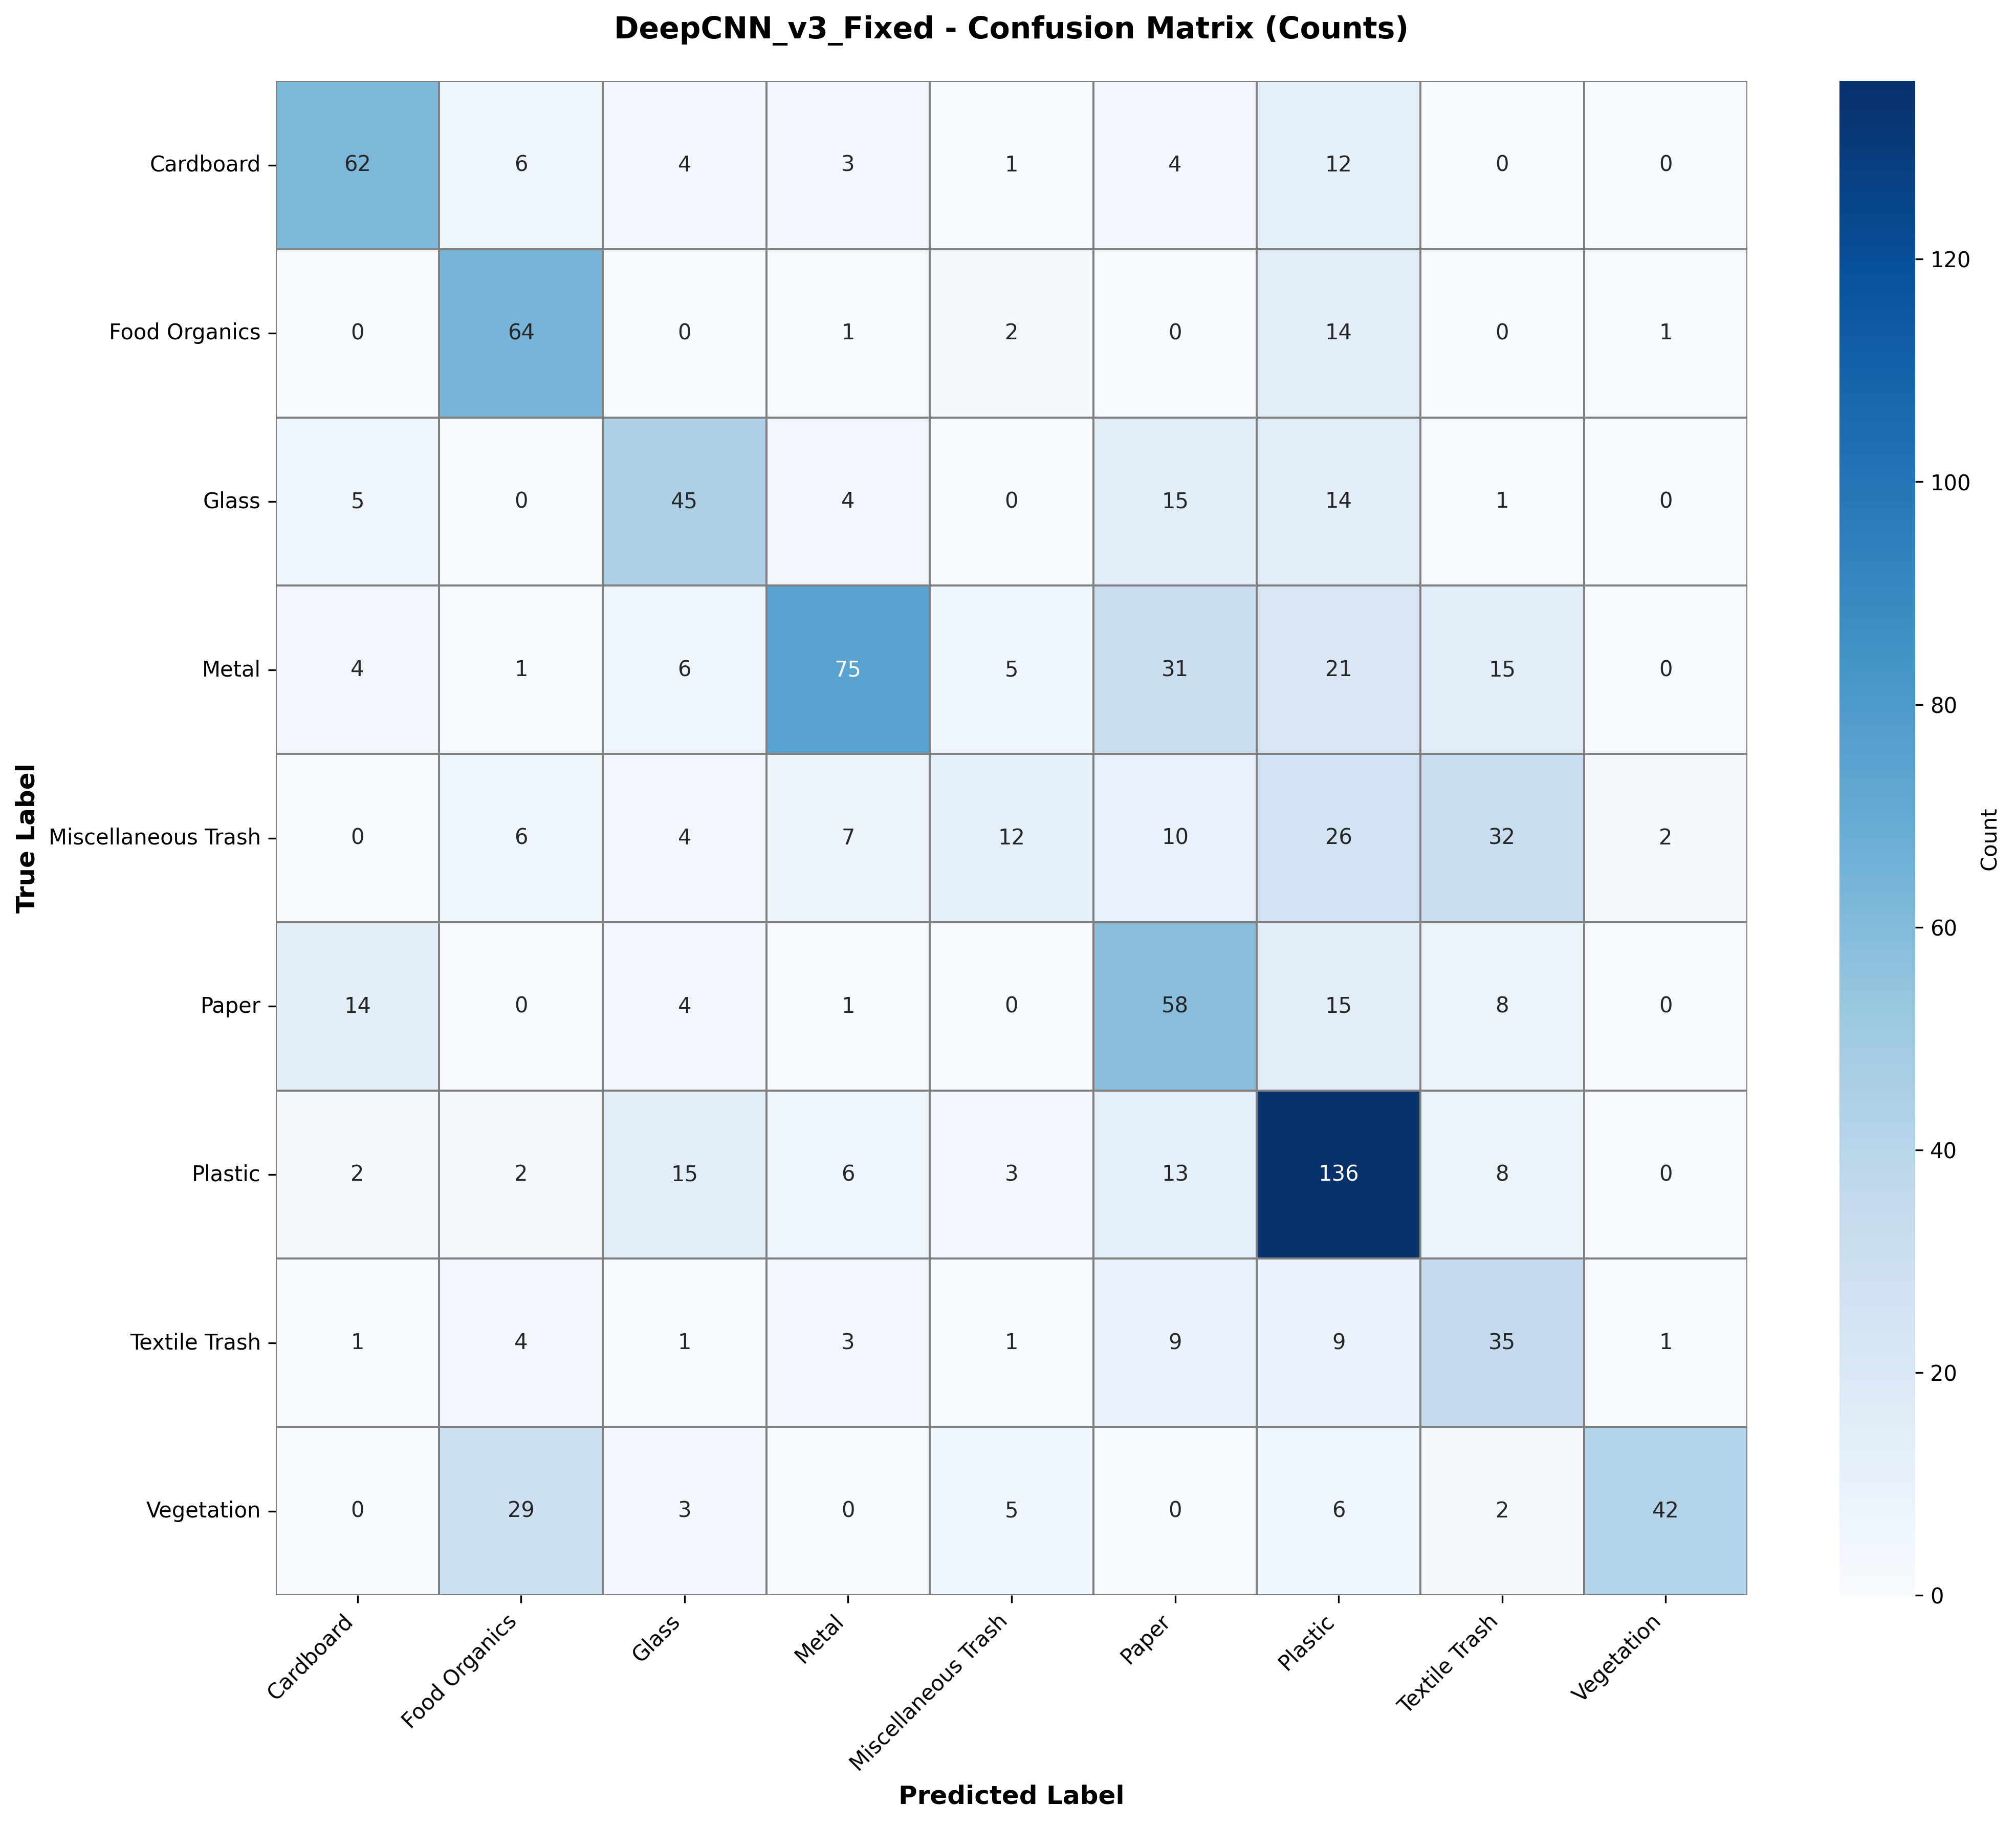 DeepCNN_v3_Fixed - Confusion Matrix (Counts)
Cardboard 62 6 4 3 1 4 12 0 0
120
Food Organics 0 64 0 1 2 0 14 0 1
100
Glass 5 0 45 4 0 15 14 1 0
Metal 4 1 6 75 5 31 21 15 0
80
True Label
Miscellaneous Trash 0 6 4 7 12 10 26 32 2
Count
60
Paper 14 0 4 1 0 58 15 8 0
40
Plastic 2 2 15 6 3 13 136 8 0
Textile Trash 1 4 1 3 1 9 9 35 1
20
Vegetation 0 29 3 0 5 0 6 2 42
0
Cardboard
Food Organics
Glass
Metal
Miscellaneous Trash
Paper
Plastic
Textile Trash
Vegetation
Predicted Label